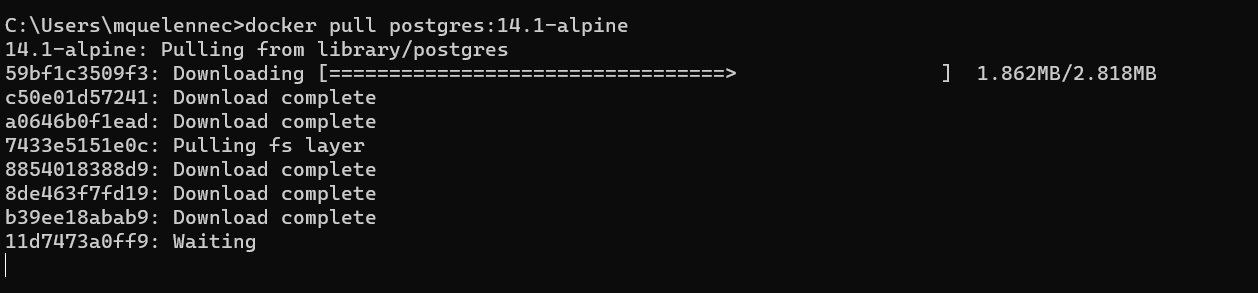 C:\Users\mquelennec>docker pull postgres:14.1-alpine
14.1-alpine: Pulling from library/postgres
59bf1c3509f3: Downloading [=================================>                 ]  1.862MB/2.818MB
c50e01d57241: Download complete
a0646b0f1ead: Download complete
7433e5151e0c: Pulling fs layer
8854018388d9: Download complete
8de463f7fd19: Download complete
b39ee18abab9: Download complete
11d7473a0ff9: Waiting